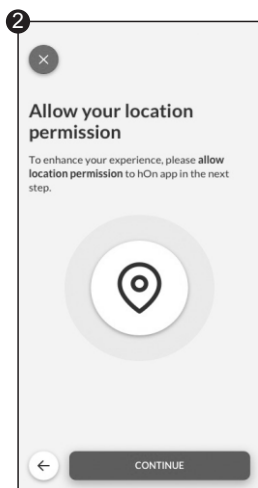 2
Allow your location
permission
To enhance your experience, please allow
location permission to hOn app in the next
step.
CONTINUE